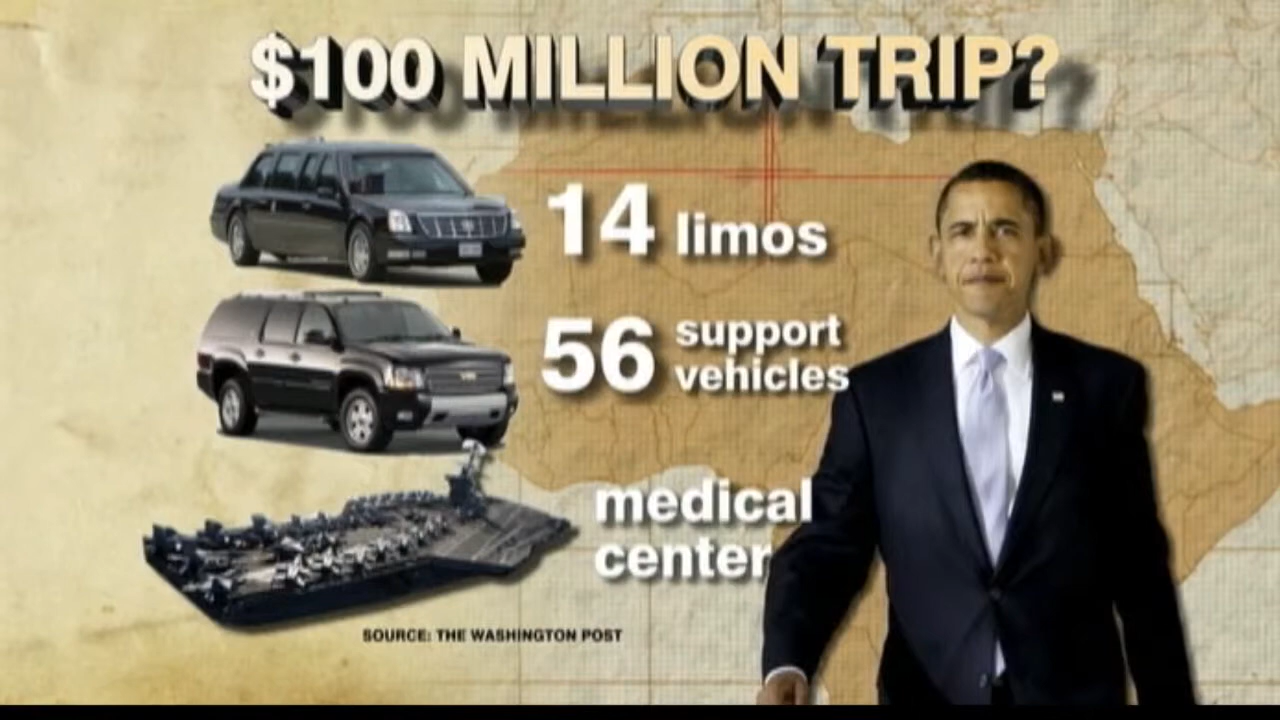 $100 MILLION TRIP?
14 limos
56 support
vehicles
medical
center
SOURCE: THE WASHINGTON POST